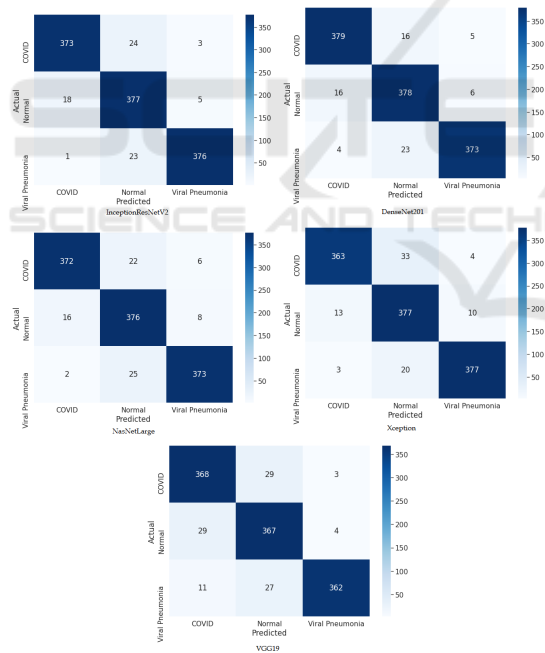 COVID 373 24 3
Normal 18 377 5
Viral Pneumonia 1 23 376
Actual
COVID Normal Viral Pneumonia
Predicted
350
300
250
200
150
100
50
InceptionResNetV2
COVID 379 16 5
Normal 16 378 6
Viral Pneumonia 4 23 373
Actual
COVID Normal Viral Pneumonia
Predicted
350
300
250
200
150
100
50
DenseNet201
SCIENCE AND TECH
COVID 372 22 6
Normal 16 376 8
Viral Pneumonia 2 25 373
Actual
COVID Normal Viral Pneumonia
Predicted
350
300
250
200
150
100
50
NasNetLarge
COVID 363 33 4
Normal 13 377 10
Viral Pneumonia 3 20 377
Actual
COVID Normal Viral Pneumonia
Predicted
350
300
250
200
150
100
50
Xception
COVID 368 29 3
Normal 29 367 4
Viral Pneumonia 11 27 362
Actual
COVID Normal Viral Pneumonia
Predicted
350
300
250
200
150
100
50
VGG19